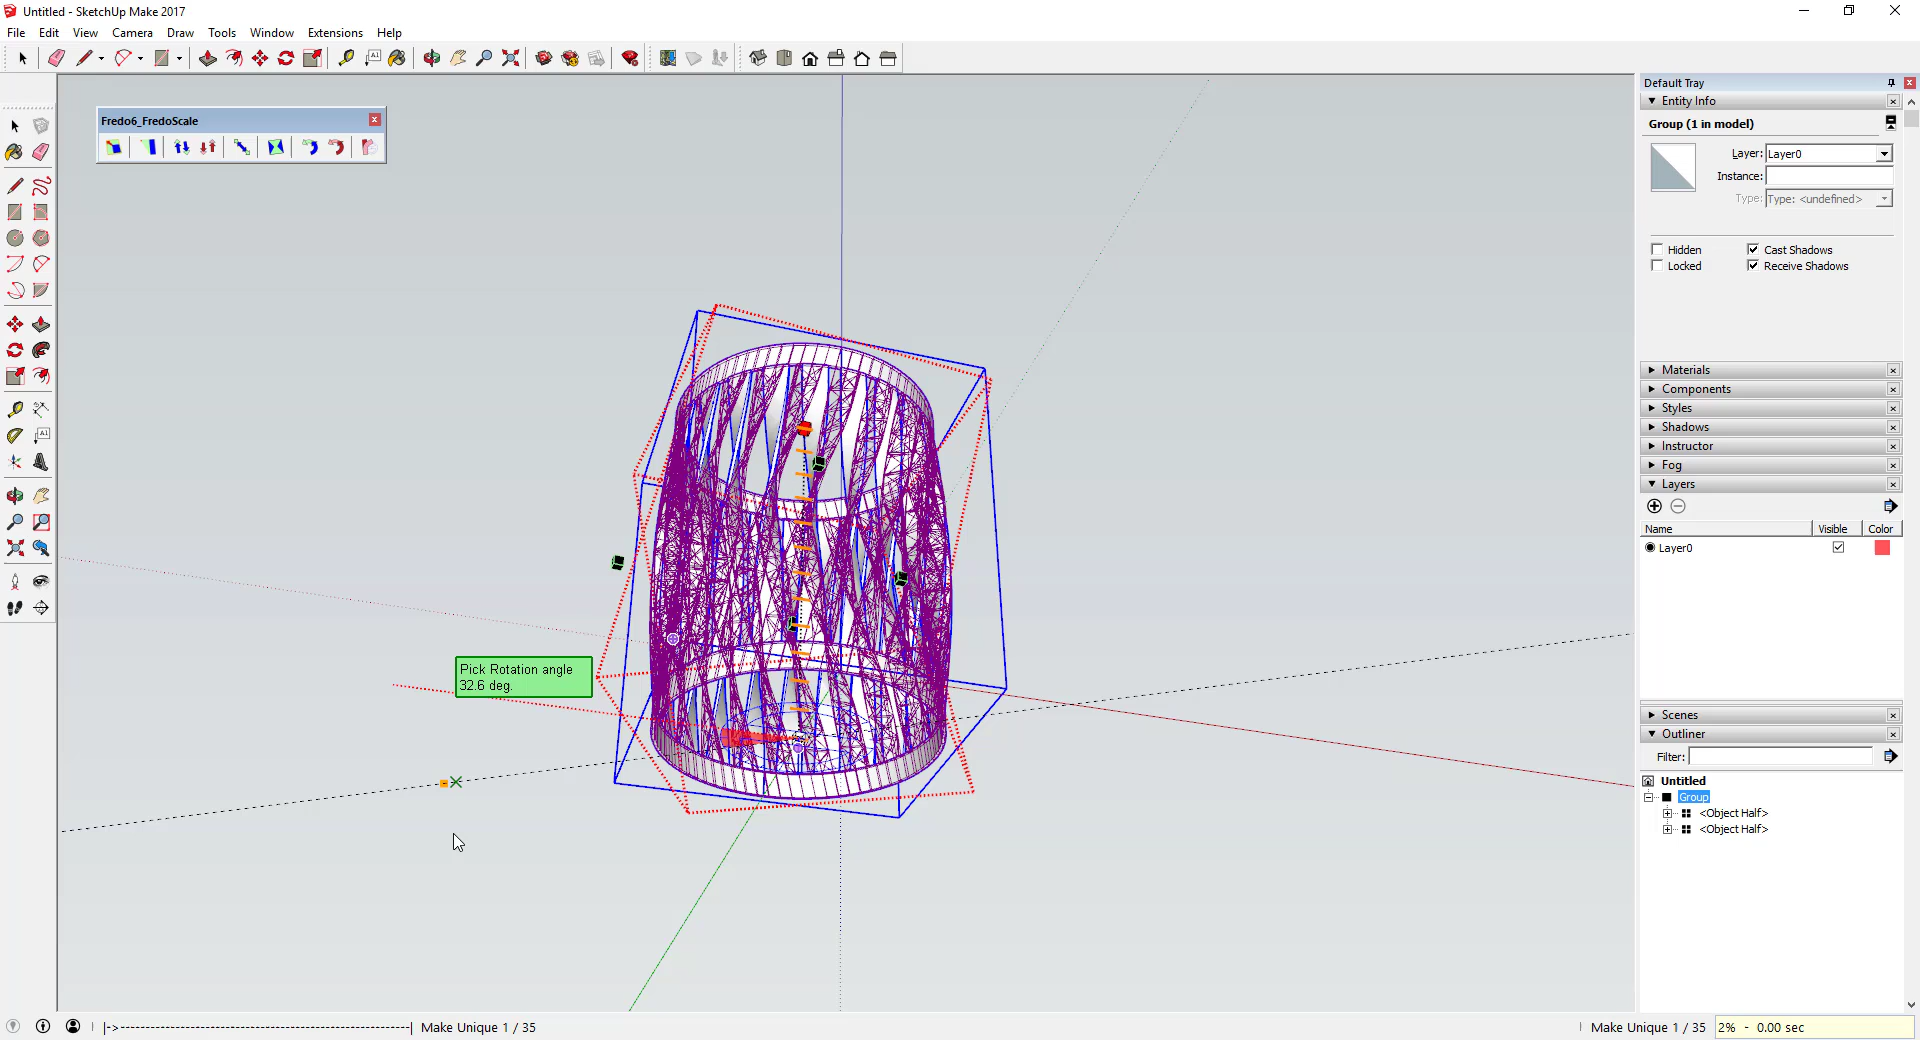 Untitled - SketchUp Make 2017
File Edit View Camera Draw Tools Window Extensions Help
Default Tray
Entity Info
Group (1 in model)
Layer: Layer0
Instance:
Type: Type: <undefined>
Hidden Cast Shadows
Locked Receive Shadows
Materials
Components
Styles
Shadows
Instructor
Fog
Layers
Name Visible Color
Layer0
Scenes
Outliner
Filter:
Untitled
Group
<Object Half>
<Object Half>
Fredo6_FredoScale
Pick Rotation angle
32.6 deg.
|->-----------------------------------------------------------| Make Unique 1 / 35
Make Unique 1 / 35 2% - 0.00 sec